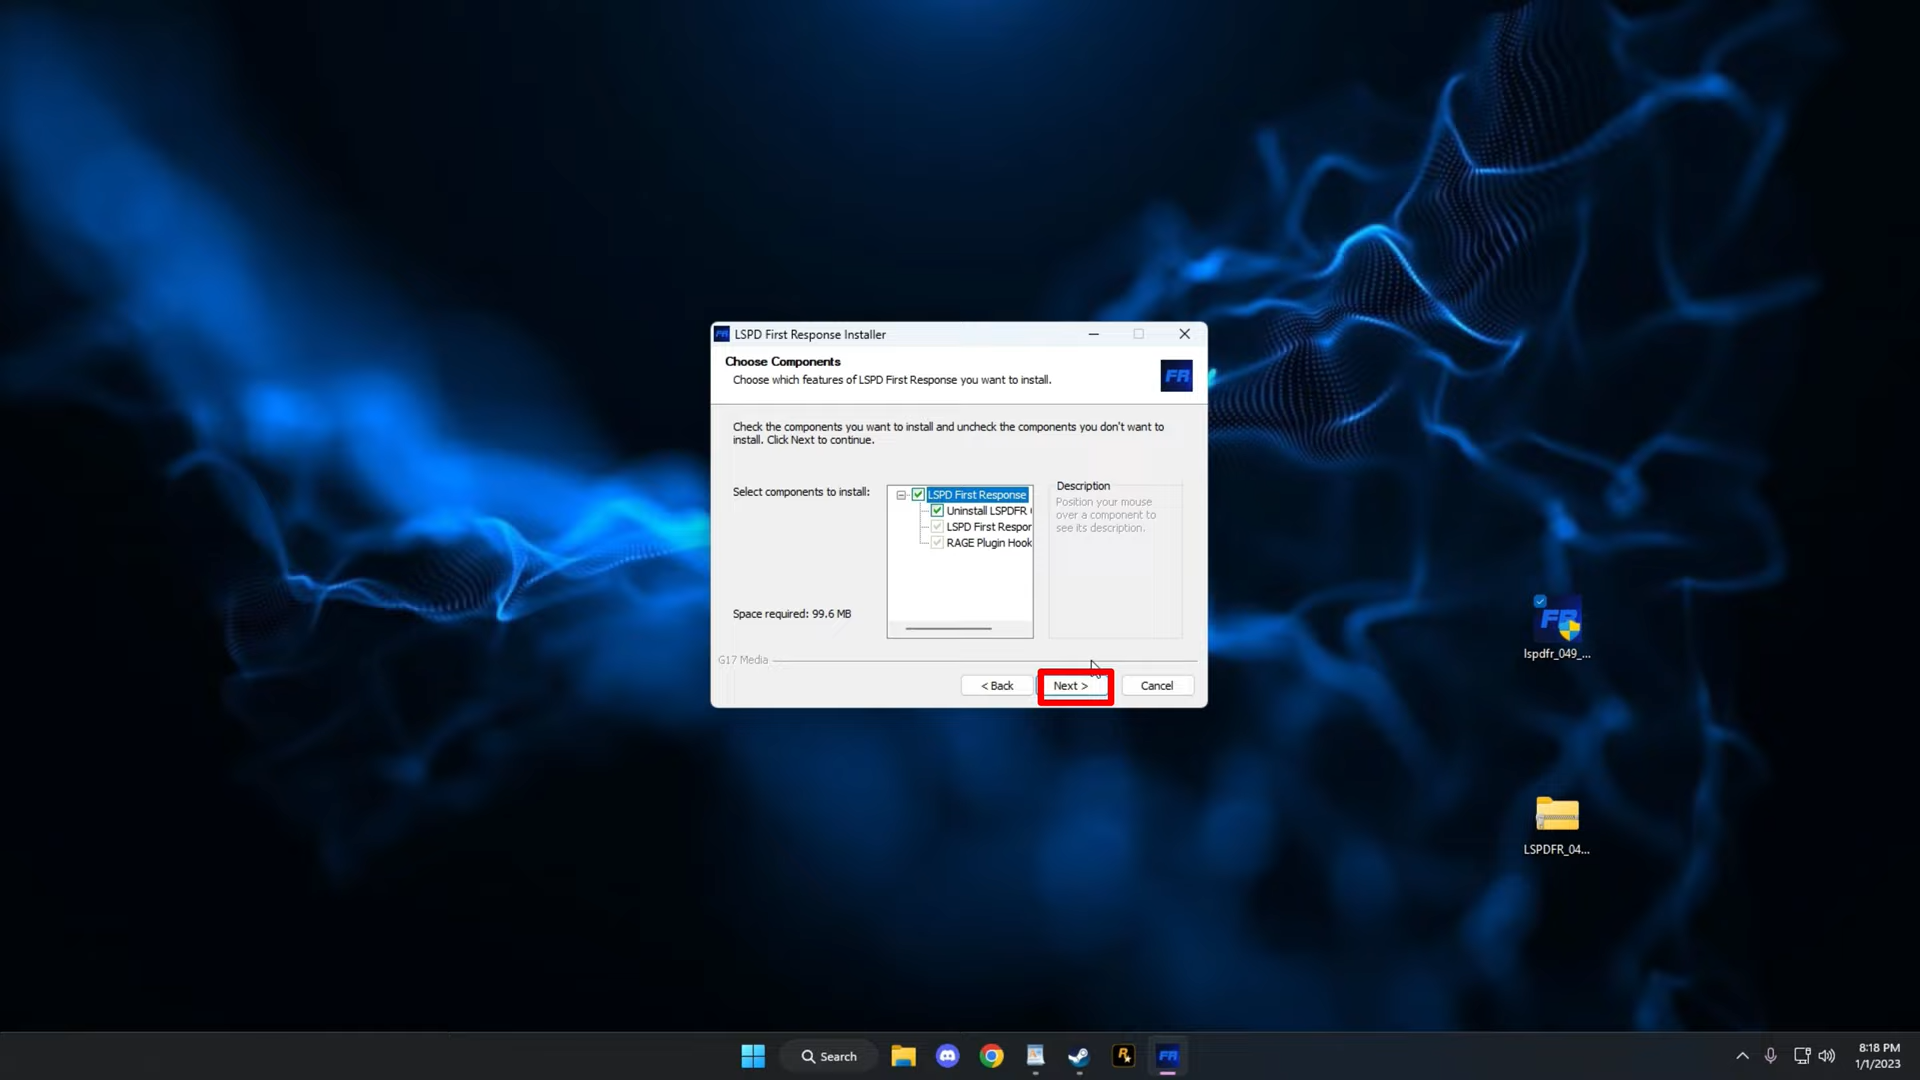 LSPD First Response Installer
Choose Components
Choose which features of LSPD First Response you want to install.
FR
Check the components you want to install and uncheck the components you don't want to
install. Click Next to continue.
Select components to install:
LSPD First Response
Uninstall LSPDFR
LSPD First Respor
RAGE Plugin Hook
Description
Position your mouse
over a component to
see its description.
Space required: 99.6 MB
G17 Media
< Back
Next >
Cancel
FR
lspdfr_049_...
LSPDFR_04...
Search
FR
8:18 PM
1/1/2023